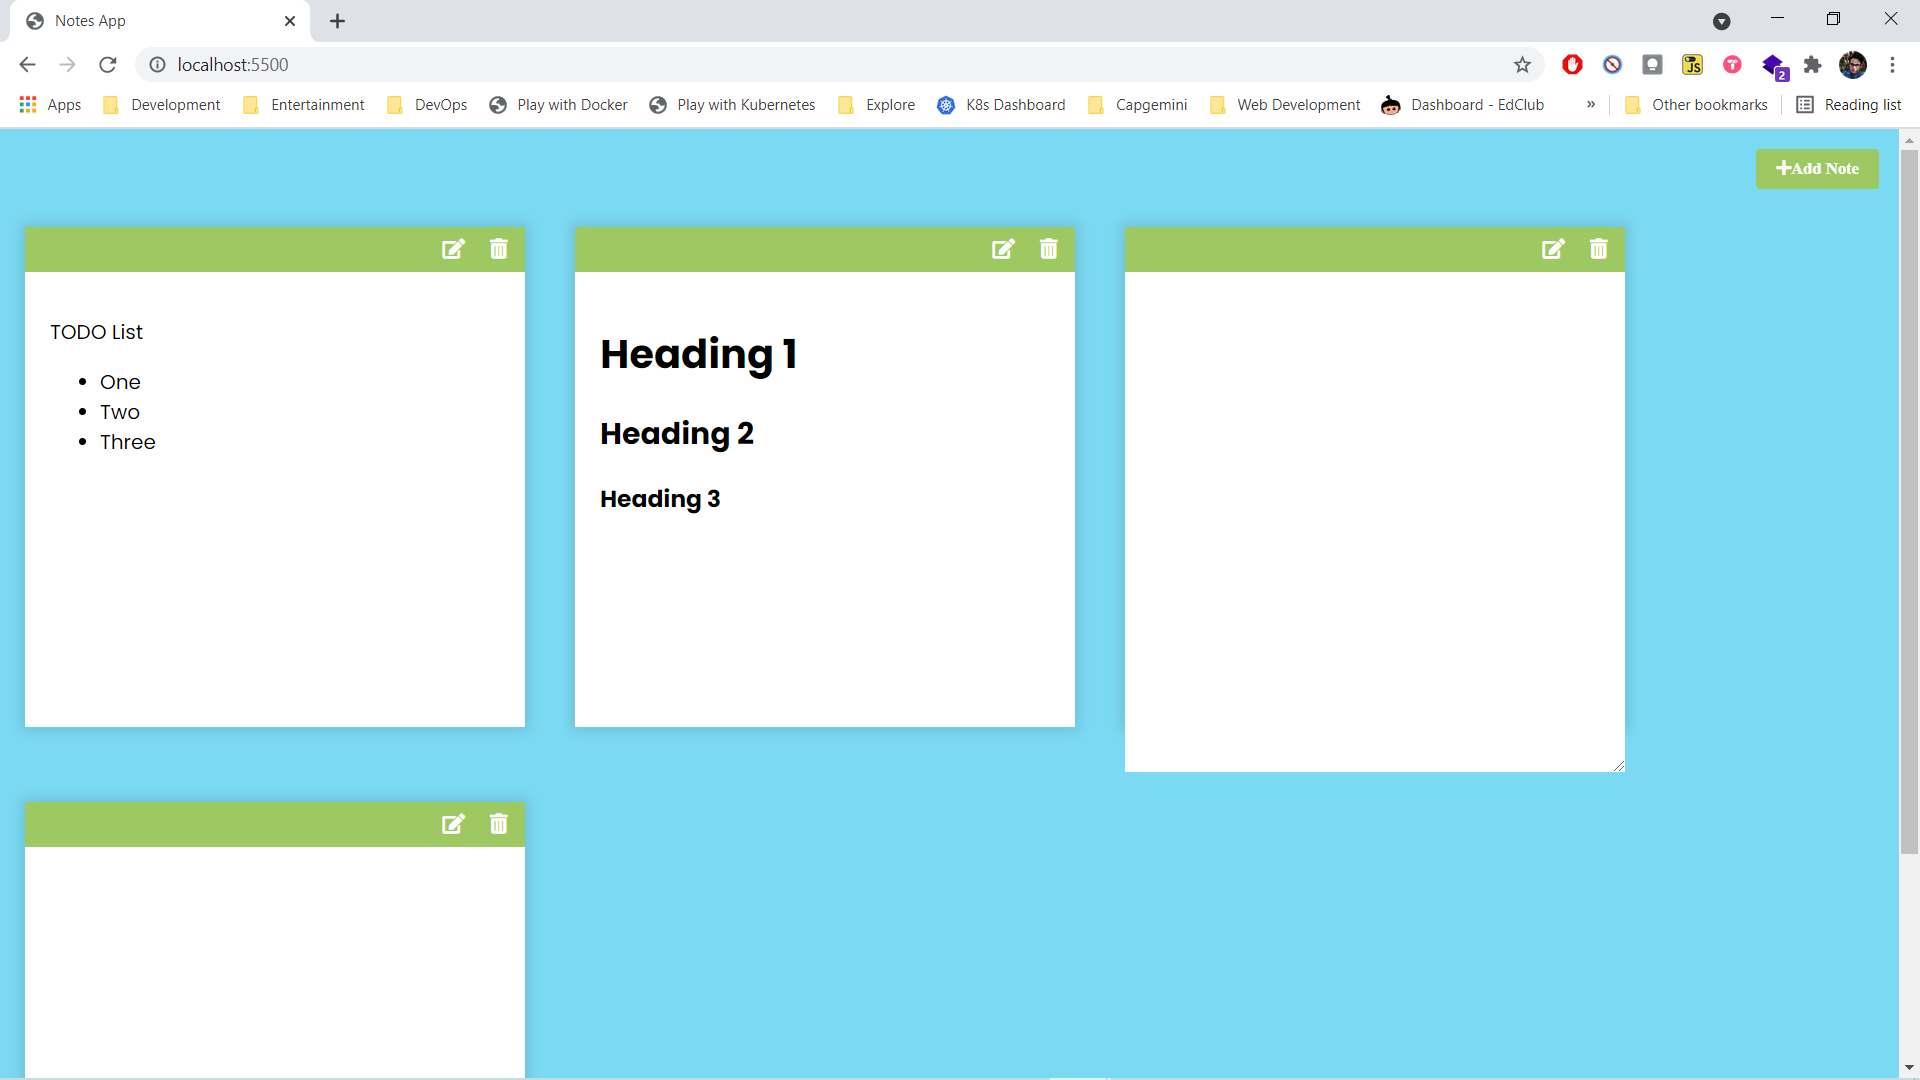 Notes App
localhost:5500
JS
2
Apps
Development
Entertainment
DevOps
Play with Docker
Play with Kubernetes
Explore
K8s Dashboard
Capgemini
Web Development
Dashboard - EdClub
»
Other bookmarks
Reading list
Add Note
TODO List
One
Two
Three
Heading 1
Heading 2
Heading 3